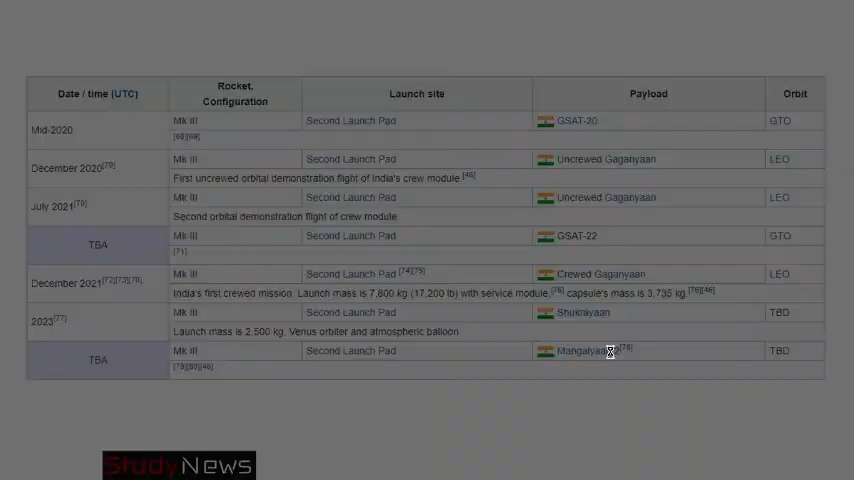 Date / time (UTC) Rocket, Configuration Launch site Payload Orbit
Mid-2020 Mk III Second Launch Pad GSAT-20 GTO
[68][69]
December 2020[70] Mk III Second Launch Pad Uncrewed Gaganyaan LEO
First uncrewed orbital demonstration flight of India's crew module.[46]
July 2021[70] Mk III Second Launch Pad Uncrewed Gaganyaan LEO
Second orbital demonstration flight of crew module
TBA Mk III Second Launch Pad GSAT-22 GTO
[71]
December 2021[72][73][70] Mk III Second Launch Pad [74][75] Crewed Gaganyaan LEO
India's first crewed mission. Launch mass is 7,800 kg (17,200 lb) with service module,[76] capsule's mass is 3,735 kg.[76][46]
2023[77] Mk III Second Launch Pad Shukrayaan TBD
Launch mass is 2,500 kg. Venus orbiter and atmospheric balloon
TBA Mk III Second Launch Pad Mangalyaan 2[78] TBD
[79][80][46]
StudyNews